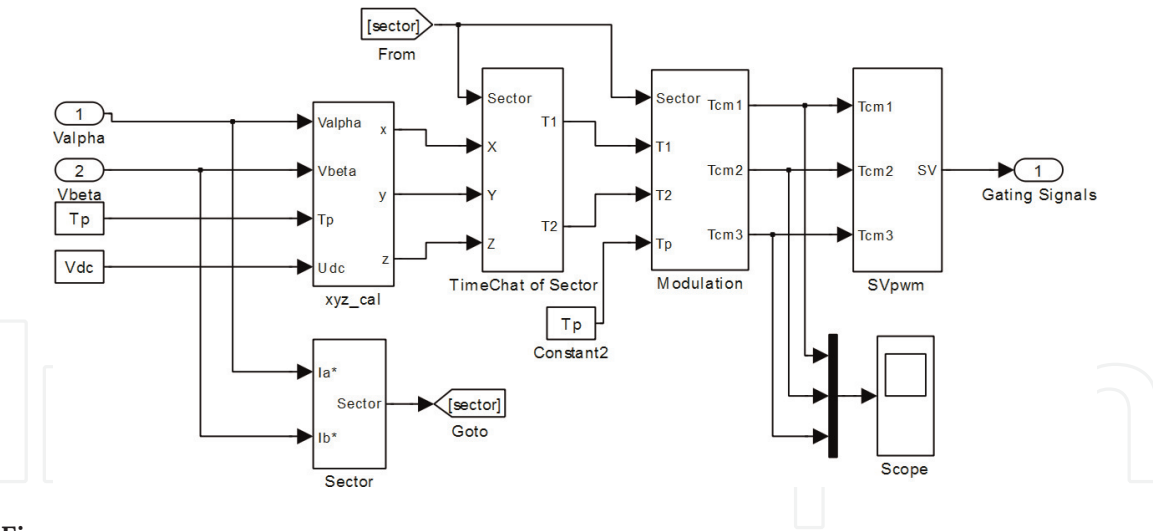 [sector]
From
1
Valpha
2
Vbeta
Tp
Vdc
Valpha
x
Vbeta
y
Tp
Udc
z
xyz_cal
Sector
T1
X
Y
T2
Z
TimeChat of Sector
Sector
Tcm1
T1
Tcm2
T2
Tcm3
Tp
Modulation
Tp
Constant2
Tcm1
Tcm2
SV
Tcm3
SVpwm
1
Gating Signals
Ia*
Sector
Ib*
Sector
[sector]
Goto
Scope